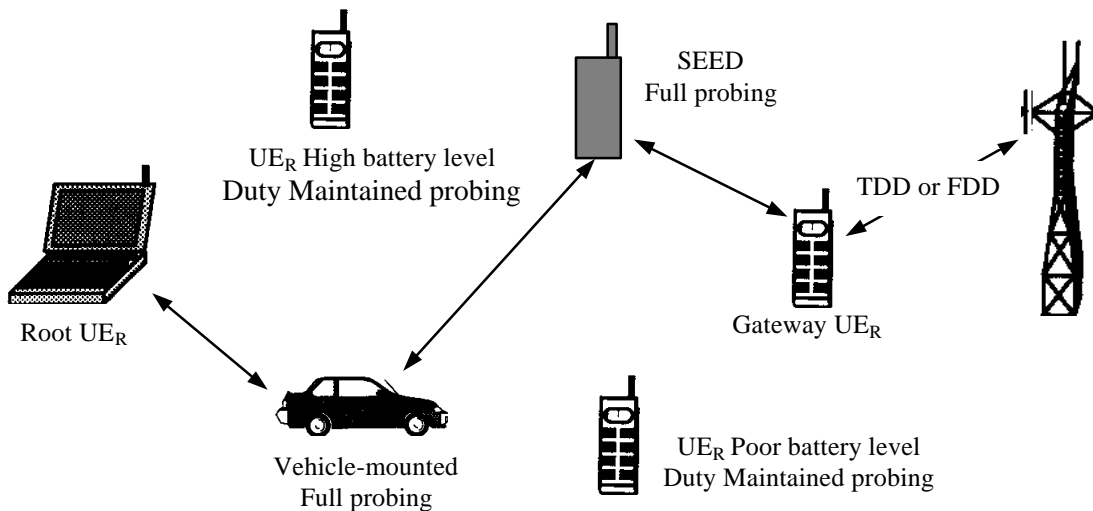 SEED
Full probing
UE_R High battery level
Duty Maintained probing
TDD or FDD
Root UE_R
Gateway UE_R
Vehicle-mounted
Full probing
UE_R Poor battery level
Duty Maintained probing